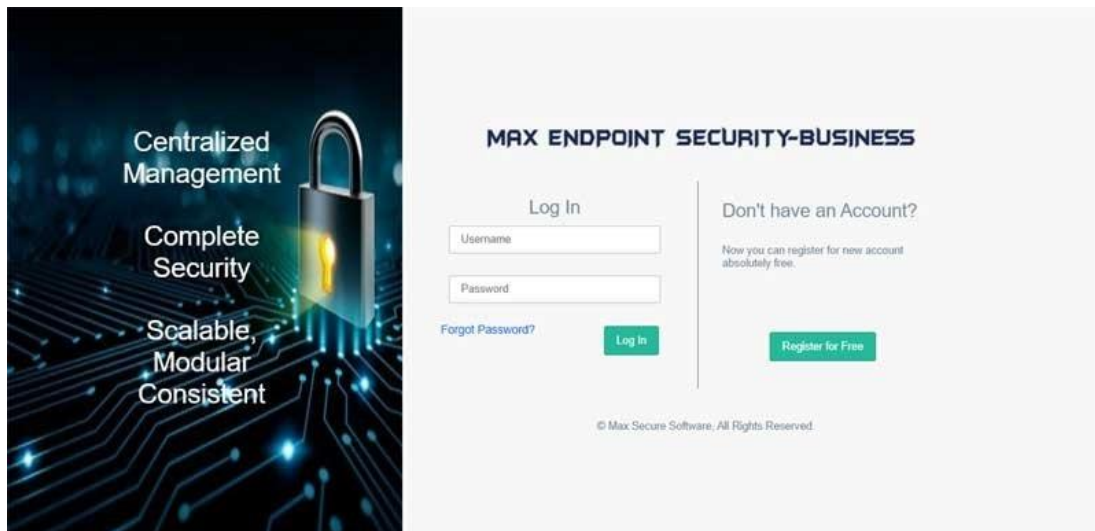 Centralized
Management
Complete
Security
Scalable,
Modular
Consistent
MAX ENDPOINT SECURITY-BUSINESS
Log In
Username
Password
Forgot Password?
Log In
Don't have an Account?
Now you can register for new account
absolutely free.
Register for Free
© Max Secure Software, All Rights Reserved.